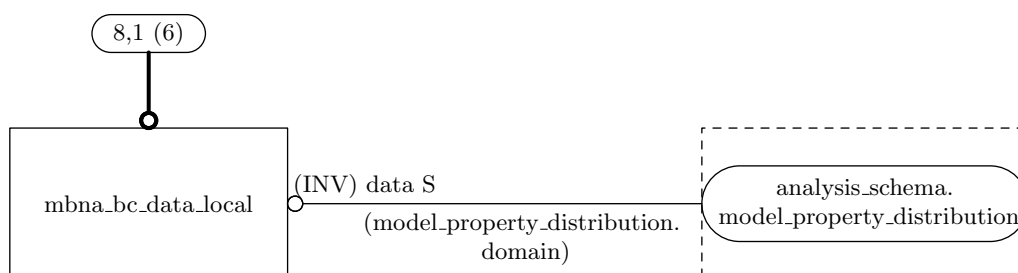 8,1 (6)
(INV) data S
mbna_bc_data_local
(model_property_distribution.
domain)
analysis_schema.
model_property_distribution